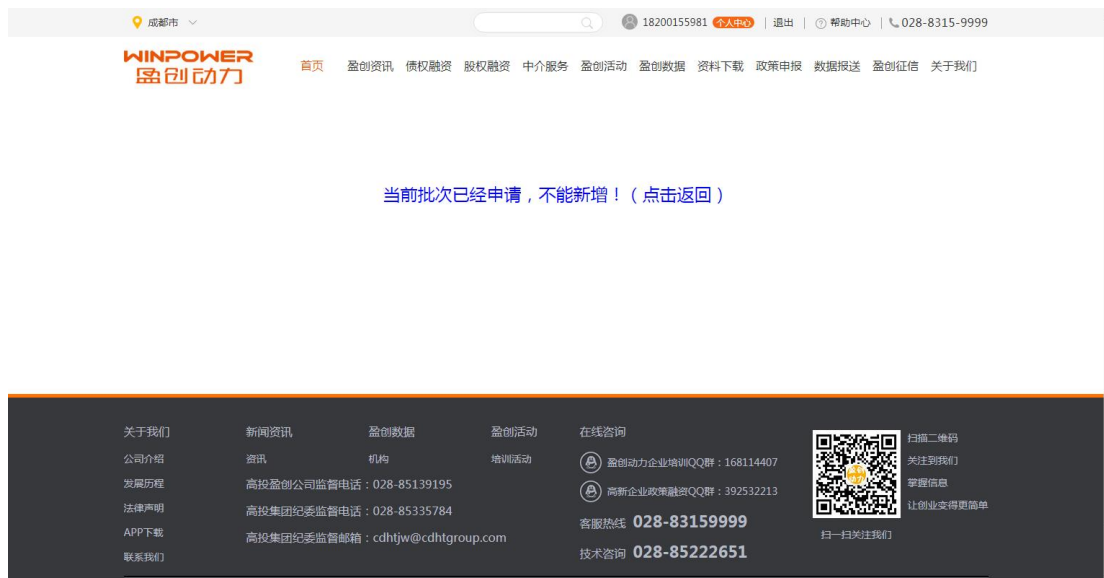 成都市
18200155981 个人中心 | 退出 | ? 帮助中心 | 028-8315-9999
WINPOWER
盈创动力
首页 盈创资讯 债权融资 股权融资 中介服务 盈创活动 盈创数据 资料下载 政策申报 数据报送 盈创征信 关于我们
当前批次已经申请，不能新增！（点击返回）
关于我们 新闻资讯 盈创数据 盈创活动 在线咨询
公司介绍 资讯 机构 培训活动
发展历程
法律声明
APP下载
联系我们
高投盈创公司监督电话：028-85139195
高投集团纪委监督电话：028-85335784
高投集团纪委监督邮箱：cdhtjw@cdhtgroup.com
盈创动力企业培训QQ群：168114407
高新企业政策融资QQ群：392532213
客服热线 028-83159999
技术咨询 028-85222651
扫描二维码
关注到我们
掌握信息
让创业变得更简单
扫一扫关注我们